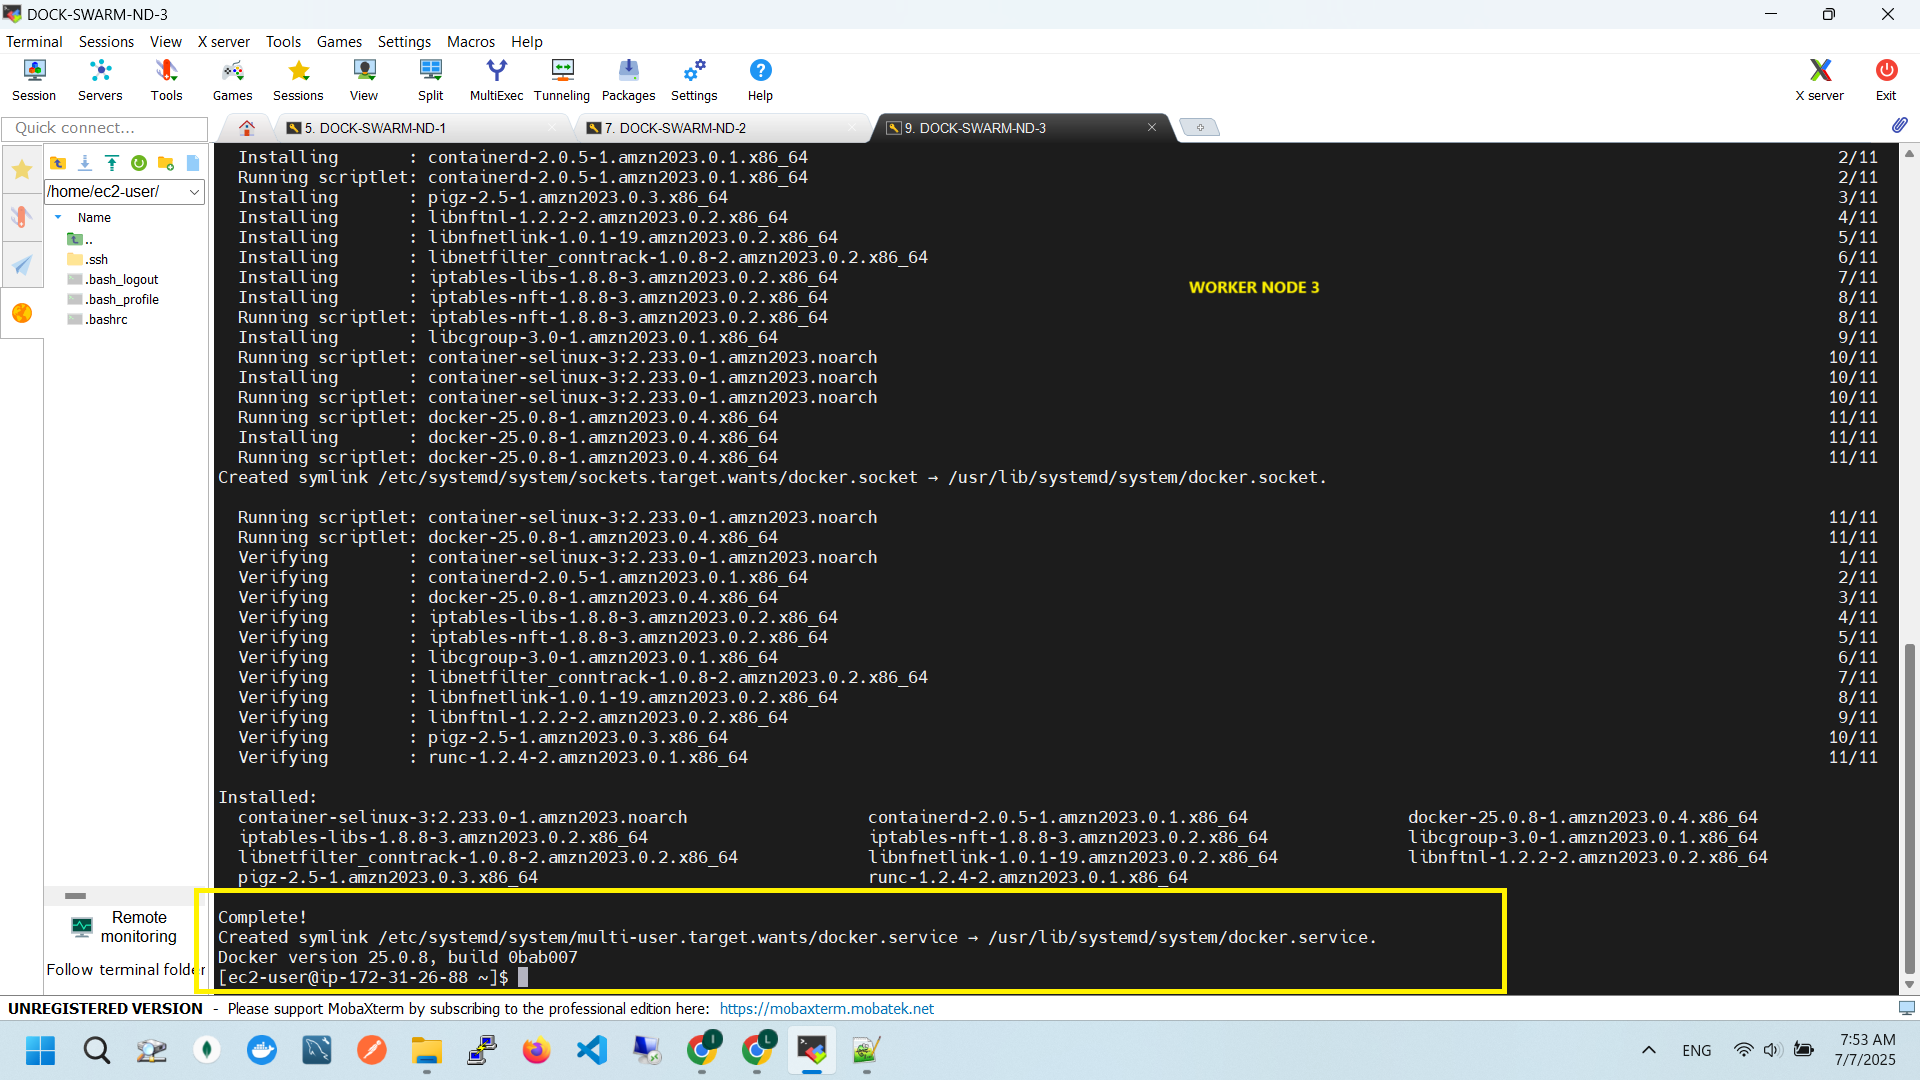 DOCK-SWARM-ND-3
Terminal Sessions View X server Tools Games Settings Macros Help
Session Servers Tools Games Sessions View Split MultiExec Tunneling Packages Settings Help X server Exit
Quick connect...
5. DOCK-SWARM-ND-1 7. DOCK-SWARM-ND-2 9. DOCK-SWARM-ND-3
/home/ec2-user/
Name
..
.ssh
.bash_logout
.bash_profile
.bashrc
Remote
monitoring
Follow terminal folder
Installing : containerd-2.0.5-1.amzn2023.0.1.x86_64 2/11
Running scriptlet: containerd-2.0.5-1.amzn2023.0.1.x86_64 2/11
Installing : pigz-2.5-1.amzn2023.0.3.x86_64 3/11
Installing : libnftnl-1.2.2-2.amzn2023.0.2.x86_64 4/11
Installing : libnfnetlink-1.0.1-19.amzn2023.0.2.x86_64 5/11
Installing : libnetfilter_conntrack-1.0.8-2.amzn2023.0.2.x86_64 6/11
Installing : iptables-libs-1.8.8-3.amzn2023.0.2.x86_64 7/11
WORKER NODE 3
Installing : iptables-nft-1.8.8-3.amzn2023.0.2.x86_64 8/11
Running scriptlet: iptables-nft-1.8.8-3.amzn2023.0.2.x86_64 8/11
Installing : libcgroup-3.0-1.amzn2023.0.1.x86_64 9/11
Running scriptlet: container-selinux-3:2.233.0-1.amzn2023.noarch 10/11
Installing : container-selinux-3:2.233.0-1.amzn2023.noarch 10/11
Running scriptlet: container-selinux-3:2.233.0-1.amzn2023.noarch 10/11
Running scriptlet: docker-25.0.8-1.amzn2023.0.4.x86_64 11/11
Installing : docker-25.0.8-1.amzn2023.0.4.x86_64 11/11
Running scriptlet: docker-25.0.8-1.amzn2023.0.4.x86_64 11/11
Created symlink /etc/systemd/system/sockets.target.wants/docker.socket → /usr/lib/systemd/system/docker.socket.
Running scriptlet: container-selinux-3:2.233.0-1.amzn2023.noarch 11/11
Running scriptlet: docker-25.0.8-1.amzn2023.0.4.x86_64 11/11
Verifying : container-selinux-3:2.233.0-1.amzn2023.noarch 1/11
Verifying : containerd-2.0.5-1.amzn2023.0.1.x86_64 2/11
Verifying : docker-25.0.8-1.amzn2023.0.4.x86_64 3/11
Verifying : iptables-libs-1.8.8-3.amzn2023.0.2.x86_64 4/11
Verifying : iptables-nft-1.8.8-3.amzn2023.0.2.x86_64 5/11
Verifying : libcgroup-3.0-1.amzn2023.0.1.x86_64 6/11
Verifying : libnetfilter_conntrack-1.0.8-2.amzn2023.0.2.x86_64 7/11
Verifying : libnfnetlink-1.0.1-19.amzn2023.0.2.x86_64 8/11
Verifying : libnftnl-1.2.2-2.amzn2023.0.2.x86_64 9/11
Verifying : pigz-2.5-1.amzn2023.0.3.x86_64 10/11
Verifying : runc-1.2.4-2.amzn2023.0.1.x86_64 11/11
Installed:
container-selinux-3:2.233.0-1.amzn2023.noarch containerd-2.0.5-1.amzn2023.0.1.x86_64 docker-25.0.8-1.amzn2023.0.4.x86_64
iptables-libs-1.8.8-3.amzn2023.0.2.x86_64 iptables-nft-1.8.8-3.amzn2023.0.2.x86_64 libcgroup-3.0-1.amzn2023.0.1.x86_64
libnetfilter_conntrack-1.0.8-2.amzn2023.0.2.x86_64 libnfnetlink-1.0.1-19.amzn2023.0.2.x86_64 libnftnl-1.2.2-2.amzn2023.0.2.x86_64
pigz-2.5-1.amzn2023.0.3.x86_64 runc-1.2.4-2.amzn2023.0.1.x86_64
Complete!
Created symlink /etc/systemd/system/multi-user.target.wants/docker.service → /usr/lib/systemd/system/docker.service.
Docker version 25.0.8, build 0bab007
[ec2-user@ip-172-31-26-88 ~]$
UNREGISTERED VERSION - Please support MobaXterm by subscribing to the professional edition here: https://mobaxterm.mobatek.net
I L
ENG
7:53 AM
7/7/2025